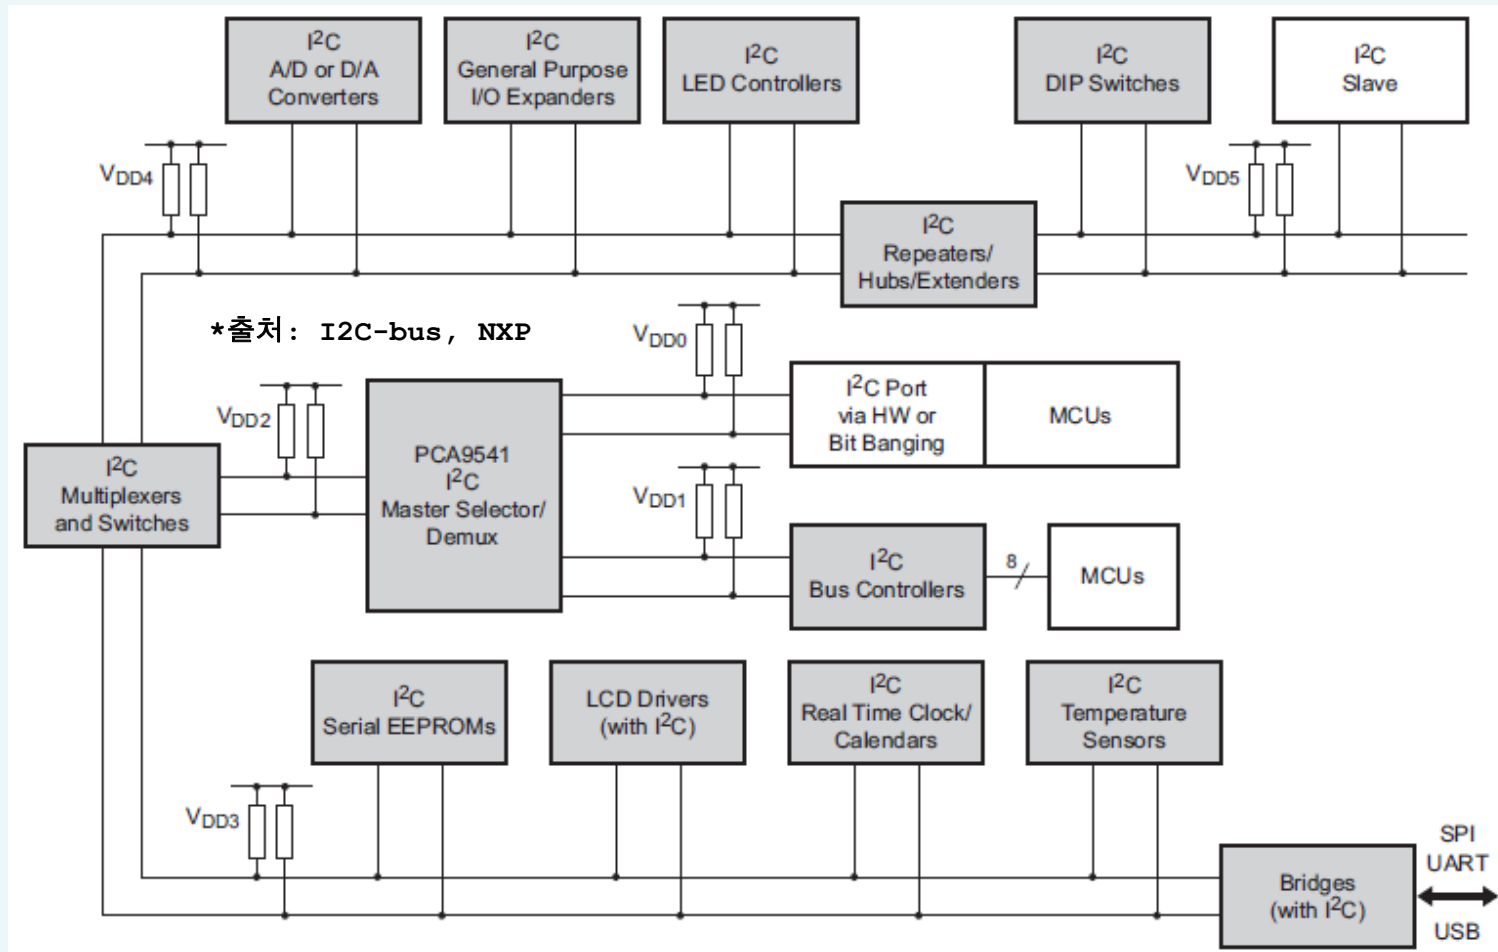 I²C
A/D or D/A
Converters
I²C
General Purpose
I/O Expanders
I²C
LED Controllers
I²C
DIP Switches
I²C
Slave
VDD4
VDD5
I²C
Repeaters/
Hubs/Extenders
*출처: I2C-bus, NXP
VDD0
I²C Port
via HW or
Bit Banging
MCUs
VDD2
PCA9541
I²C
Master Selector/
Demux
I²C
Multiplexers
and Switches
VDD1
I²C
Bus Controllers
8
MCUs
I²C
Serial EEPROMs
LCD Drivers
(with I²C)
I²C
Real Time Clock/
Calendars
I²C
Temperature
Sensors
VDD3
Bridges
(with I²C)
SPI
UART
USB